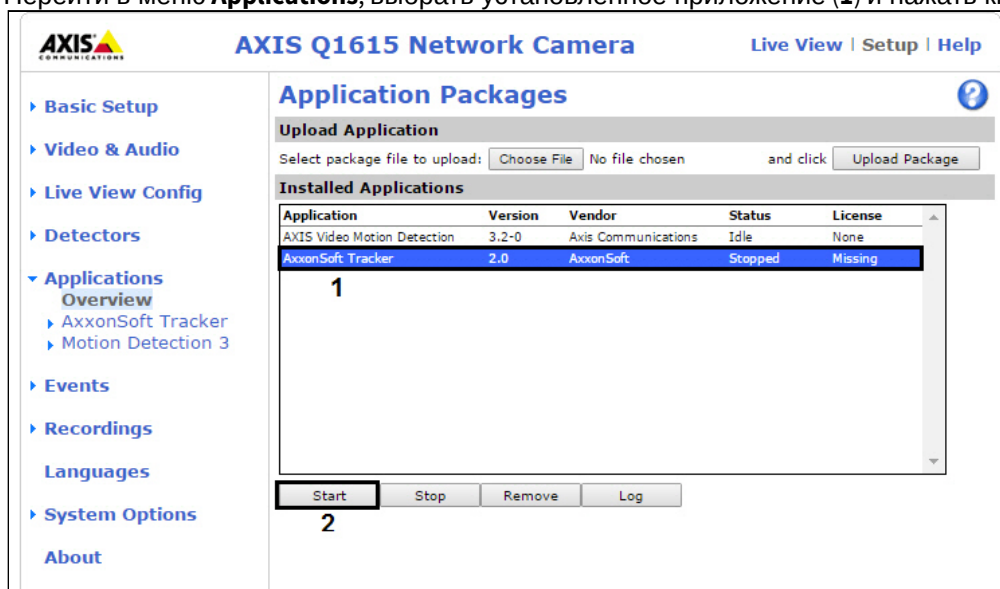 Перейти в меню Applications, выбрать установленное приложение (1) и нажать
AXIS COMMUNICATIONS
AXIS Q1615 Network Camera
Live View | Setup | Help
Basic Setup
Video & Audio
Live View Config
Detectors
Applications
Overview
AxxonSoft Tracker
Motion Detection 3
Events
Recordings
Languages
System Options
About
Application Packages
Upload Application
Select package file to upload: Choose File No file chosen and click Upload Package
Installed Applications
Application Version Vendor Status License
AXIS Video Motion Detection 3.2-0 Axis Communications Idle None
AxxonSoft Tracker 2.0 AxxonSoft Stopped Missing
1
Start Stop Remove Log
2